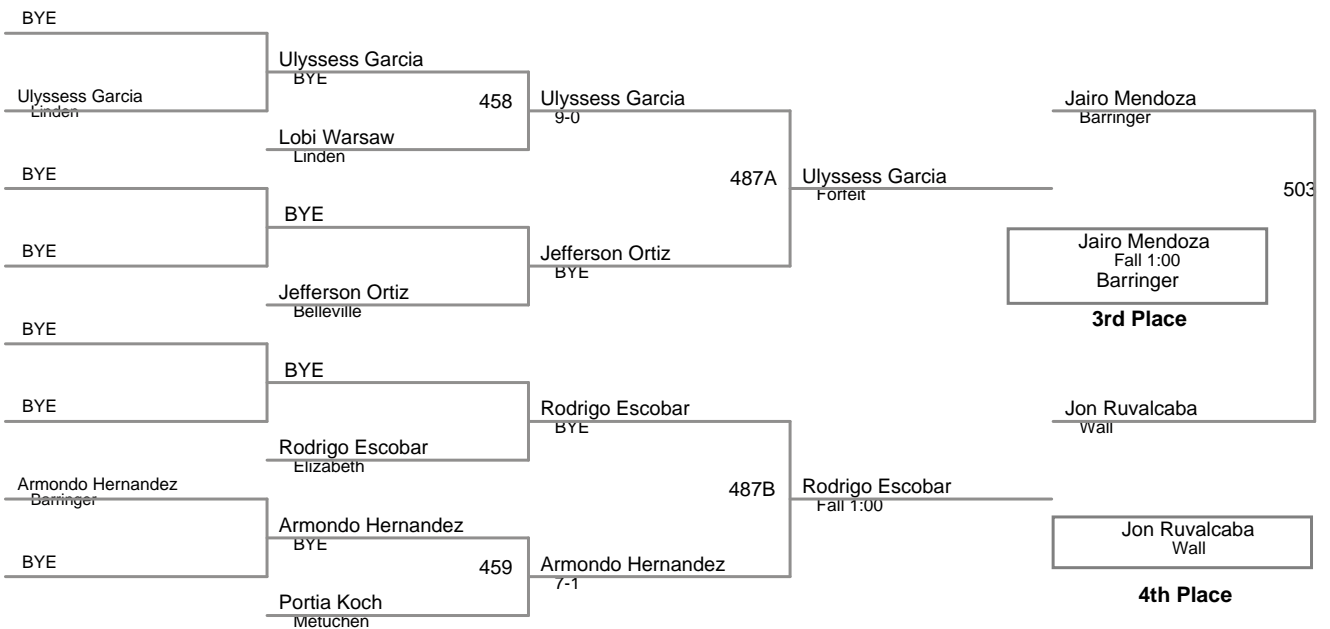 BYE
Ulyssess Garcia
BYE
Ulyssess Garcia
Linden
458
Ulyssess Garcia
9-0
Jairo Mendoza
Barringer
Lobi Warsaw
Linden
BYE
487A
Ulyssess Garcia
Forfeit
503
BYE
BYE
Jefferson Ortiz
BYE
Jairo Mendoza
Fall 1:00
Barringer
Jefferson Ortiz
Belleville
3rd Place
BYE
BYE
BYE
Rodrigo Escobar
BYE
Jon Ruvalcaba
Wall
Rodrigo Escobar
Elizabeth
Armondo Hernandez
Barringer
487B
Rodrigo Escobar
Fall 1:00
Armondo Hernandez
BYE
Jon Ruvalcaba
Wall
BYE
459
Armondo Hernandez
7-1
4th Place
Portia Koch
Metuchen